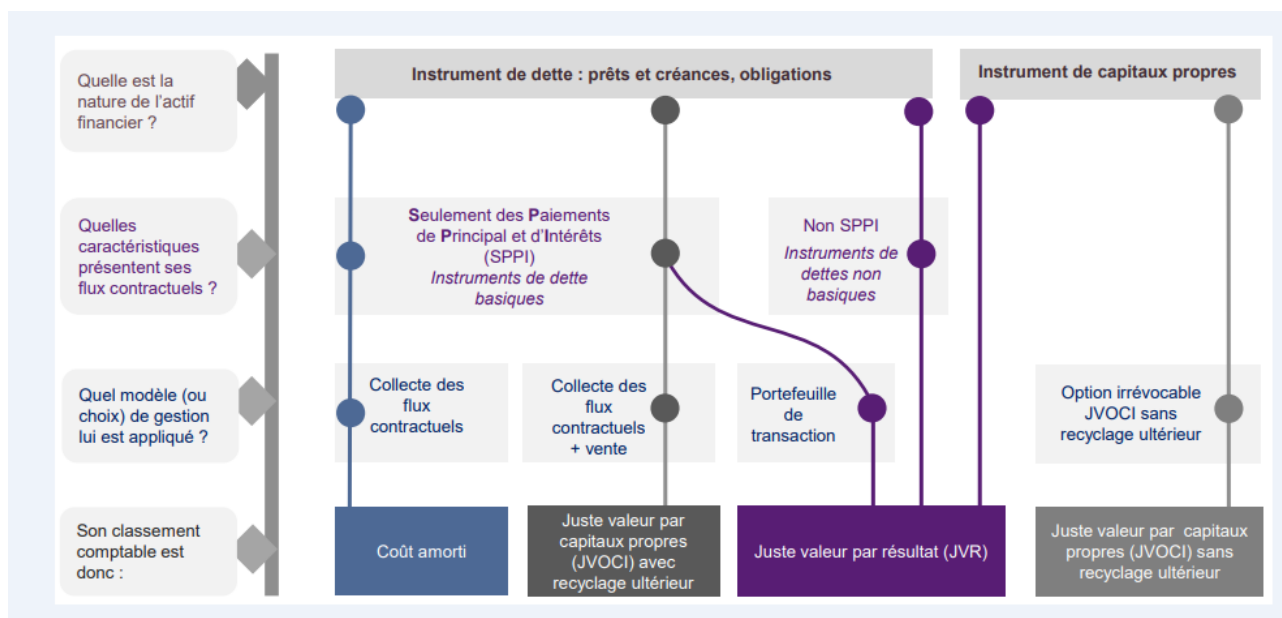 Quelle est la
nature de l'actif
financier ?
Instrument de dette : prêts et créances, obligations
Instrument de capitaux propres
Quelles
caractéristiques
présentent ses
flux contractuels ?
Seulement des Paiements
de Principal et d'Intérêts
(SPPI)
Instruments de dette
basiques
Non SPPI
Instruments de
dettes non
basiques
Quel modèle (ou
choix) de gestion
lui est appliqué ?
Collecte des
flux
contractuels
Collecte des
flux
contractuels
+ vente
Portefeuille
de
transaction
Option irrévocable
JVOCI sans
recyclage ultérieur
Son classement
comptable est
donc :
Coût amorti
Juste valeur par
capitaux propres
(JVOCI) avec
recyclage ultérieur
Juste valeur par résultat (JVR)
Juste valeur par capitaux
propres (JVOCI) sans
recyclage ultérieur